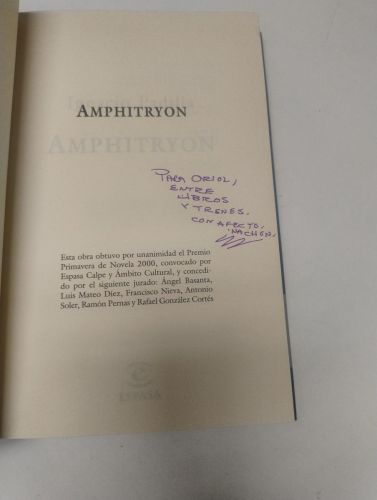 AMPHITRYON
PARA ORIOL,
ENTRE
LIBROS
Y TRENES.
CON AFECTO,
Esta obra obtuvo por unanimidad el Premio
Primavera de Novela 2000, convocado por
Espasa Calpe y Ámbito Cultural, y concedi-
do por el siguiente jurado: Ángel Basanta,
Luis Mateo Díez, Francisco Nieva, Antonio
Soler, Ramón Pernas y Rafael González Cortés
ESPASA